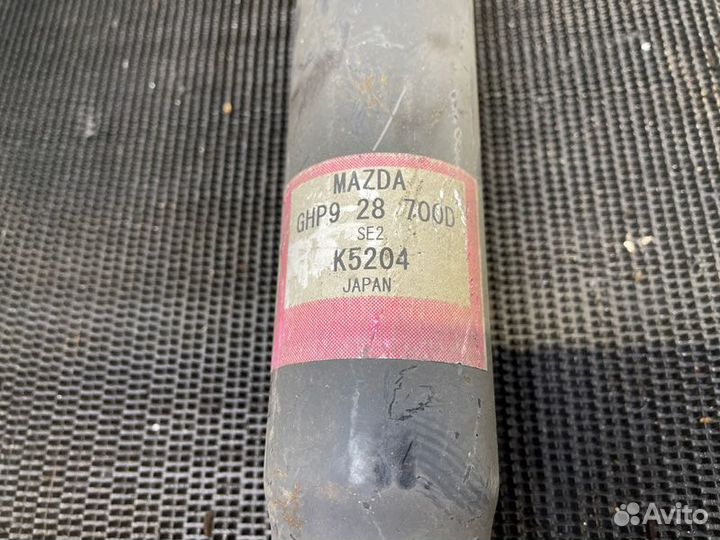 MAZDA
GHP9 28 700D
SE2
K5204
JAPAN
Avito